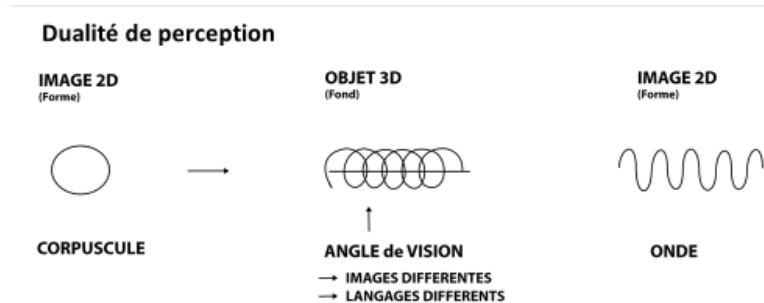 Dualité de perception
IMAGE 2D
(Forme)
OBJET 3D
(Fond)
IMAGE 2D
(Forme)
CORPUSCULE
ANGLE de VISION
→ IMAGES DIFFERENTES
→ LANGAGES DIFFERENTS
ONDE